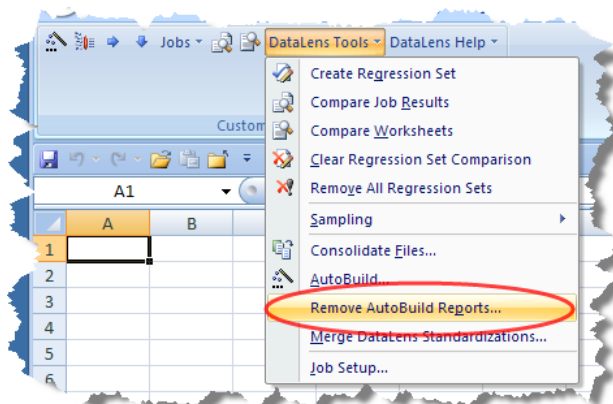 Jobs DataLens Tools DataLens Help
Create Regression Set
Compare Job Results
Custom
Compare Worksheets
Clear Regression Set Comparison
A1
Remove All Regression Sets
A B
Sampling
1
Consolidate Files...
2
AutoBuild...
3
Remove AutoBuild Reports...
4
Merge DataLens Standardizations...
5
Job Setup...
6